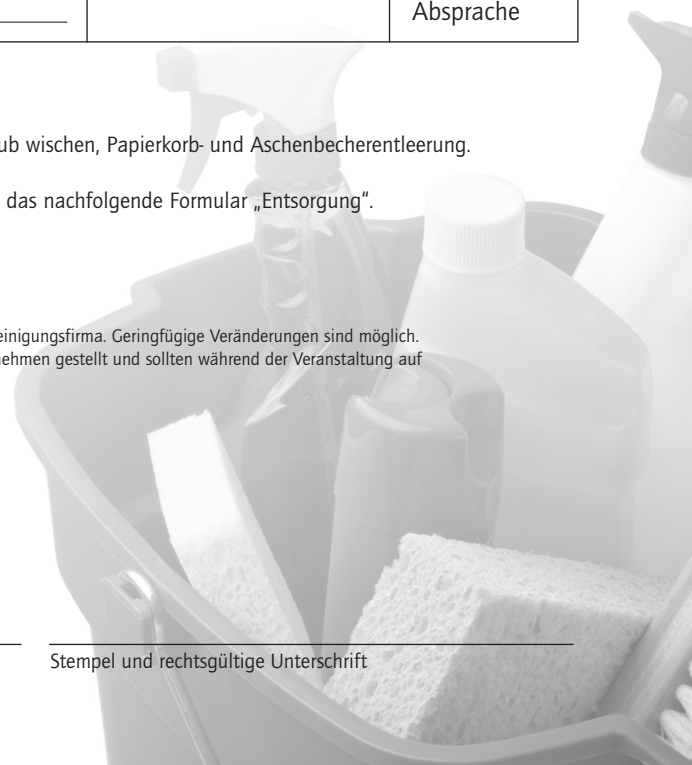 Absprache
ub wischen, Papierkorb- und Aschenbecherentleerung.
das nachfolgende Formular „Entsorgung“.
einigungsfirma. Geringfügige Veränderungen sind möglich.
nehmen gestellt und sollten während der Veranstaltung auf
Stempel und rechtsgültige Unterschrift